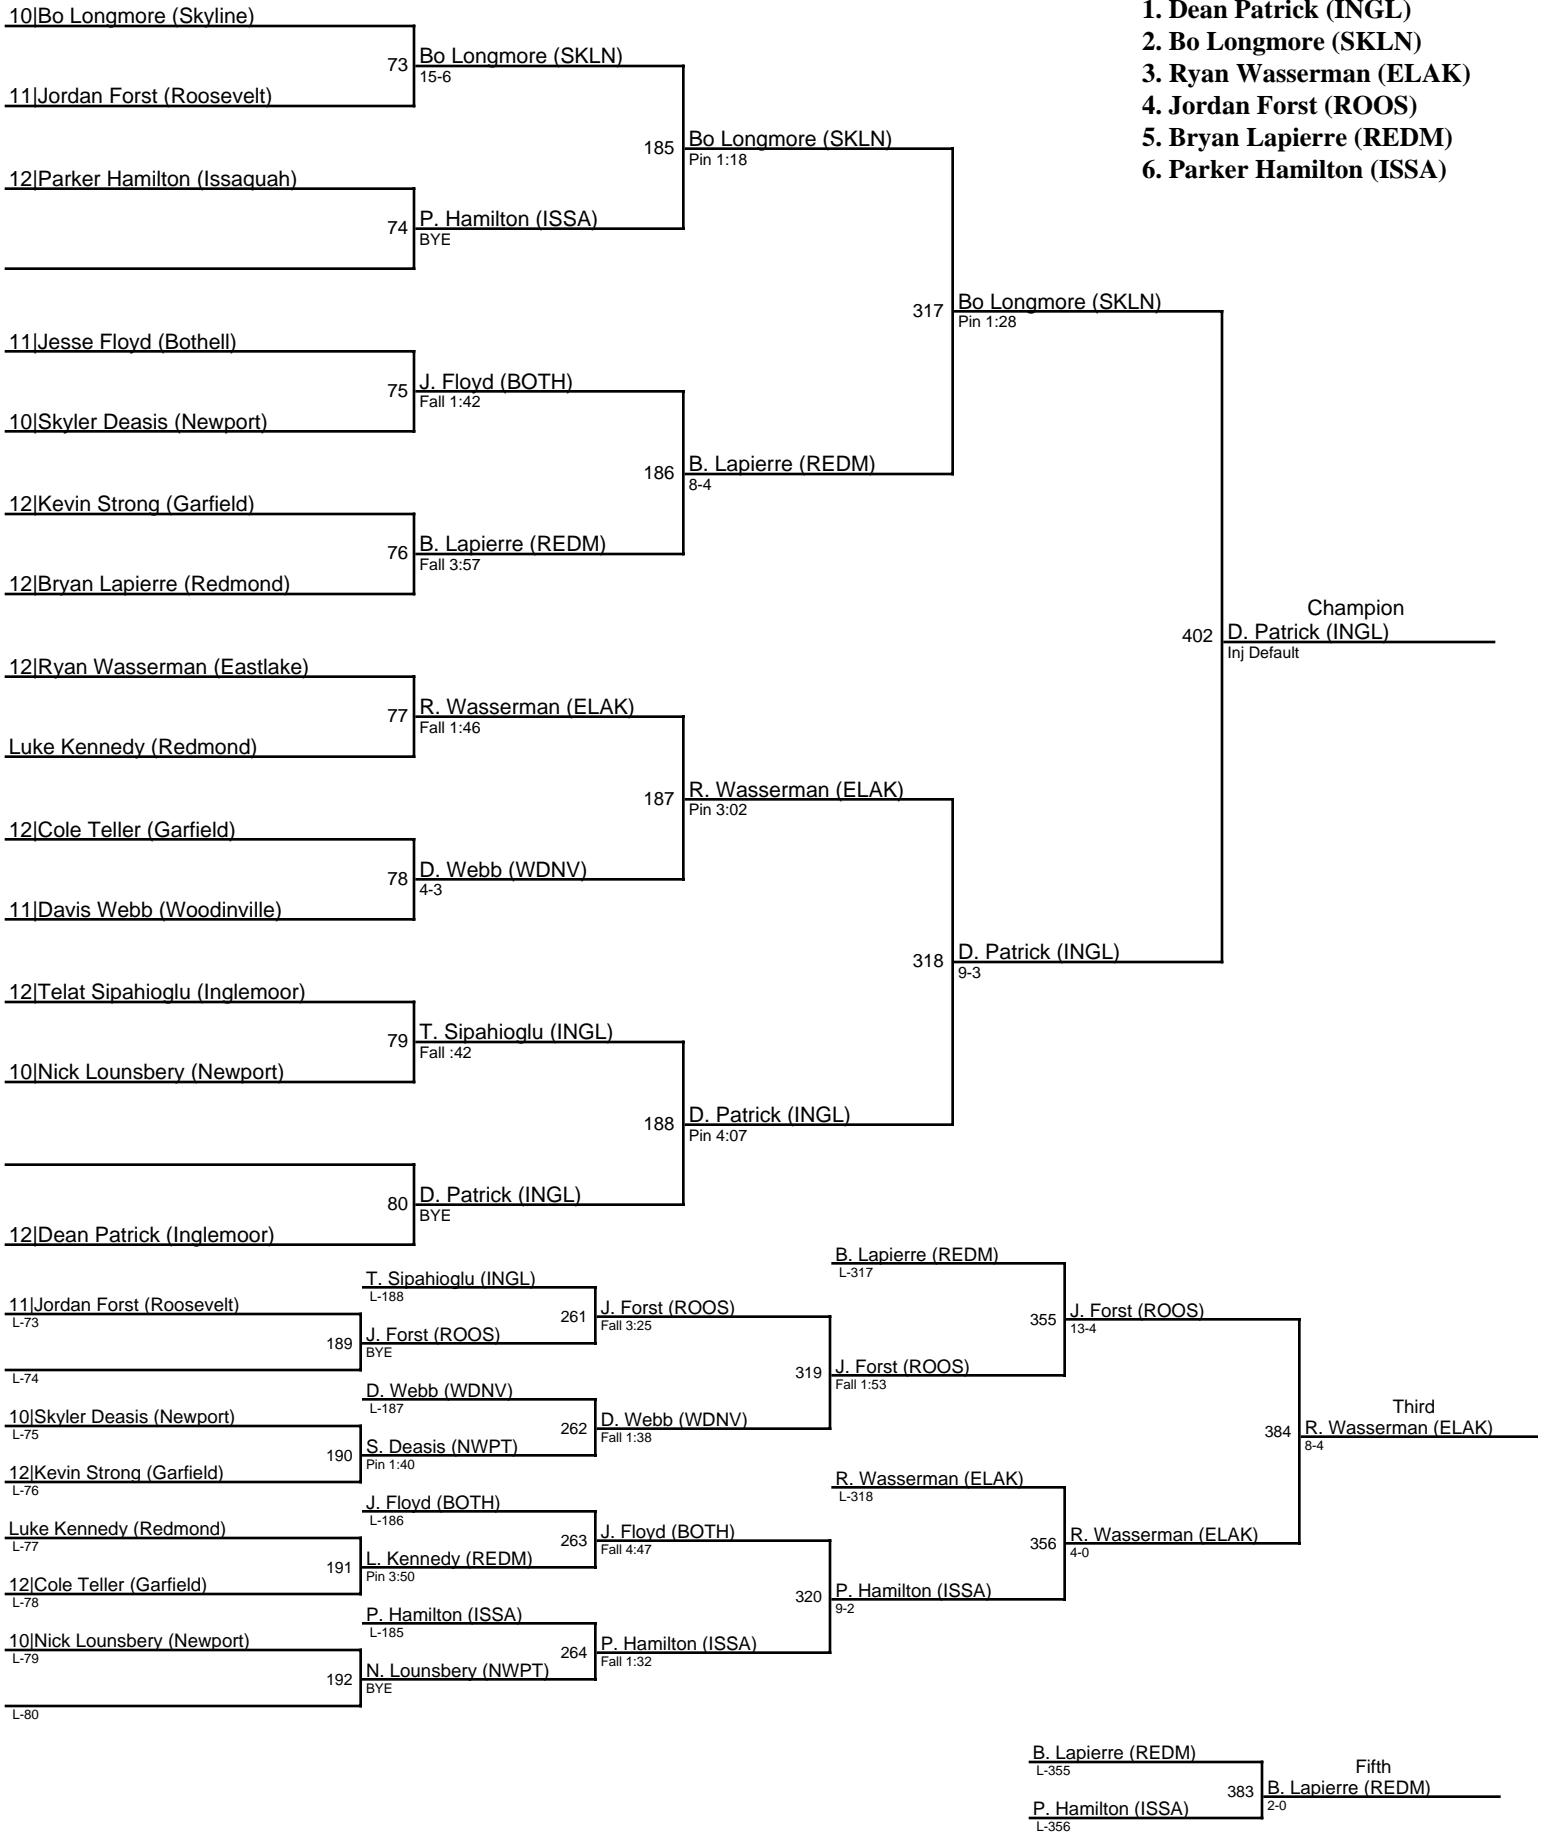 10|Bo Longmore (Skyline)
73
Bo Longmore (SKLN)
15-6
11|Jordan Forst (Roosevelt)
185
Bo Longmore (SKLN)
Pin 1:18
12|Parker Hamilton (Issaquah)
74
P. Hamilton (ISSA)
BYE
317
Bo Longmore (SKLN)
Pin 1:28
11|Jesse Floyd (Bothell)
75
J. Floyd (BOTH)
Fall 1:42
10|Skyler Deasis (Newport)
186
B. Lapierre (REDM)
8-4
12|Kevin Strong (Garfield)
76
B. Lapierre (REDM)
Fall 3:57
12|Bryan Lapierre (Redmond)
Champion
402
D. Patrick (INGL)
Inj Default
12|Ryan Wasserman (Eastlake)
77
R. Wasserman (ELAK)
Fall 1:46
Luke Kennedy (Redmond)
187
R. Wasserman (ELAK)
Pin 3:02
12|Cole Teller (Garfield)
78
D. Webb (WDNV)
4-3
11|Davis Webb (Woodinville)
318
D. Patrick (INGL)
9-3
12|Telat Sipahioglu (Inglemoor)
79
T. Sipahioglu (INGL)
Fall :42
10|Nick Lounsbery (Newport)
188
D. Patrick (INGL)
Pin 4:07
80
D. Patrick (INGL)
BYE
12|Dean Patrick (Inglemoor)
1. Dean Patrick (INGL)
2. Bo Longmore (SKLN)
3. Ryan Wasserman (ELAK)
4. Jordan Forst (ROOS)
5. Bryan Lapierre (REDM)
6. Parker Hamilton (ISSA)
11|Jordan Forst (Roosevelt)
L-73
L-74
10|Skyler Deasis (Newport)
L-75
12|Kevin Strong (Garfield)
L-76
Luke Kennedy (Redmond)
L-77
12|Cole Teller (Garfield)
L-78
10|Nick Lounsbery (Newport)
L-79
L-80
T. Sipahioglu (INGL)
L-188
189
J. Forst (ROOS)
BYE
D. Webb (WDNV)
L-187
190
S. Deasis (NWPT)
Pin 1:40
J. Floyd (BOTH)
L-186
191
L. Kennedy (REDM)
Pin 3:50
P. Hamilton (ISSA)
L-185
192
N. Lounsbery (NWPT)
BYE
261
J. Forst (ROOS)
Fall 3:25
262
D. Webb (WDNV)
Fall 1:38
263
J. Floyd (BOTH)
Fall 4:47
264
P. Hamilton (ISSA)
Fall 1:32
B. Lapierre (REDM)
L-317
319
J. Forst (ROOS)
Fall 1:53
R. Wasserman (ELAK)
L-318
320
P. Hamilton (ISSA)
9-2
355
J. Forst (ROOS)
13-4
356
R. Wasserman (ELAK)
4-0
Third
384
R. Wasserman (ELAK)
8-4
B. Lapierre (REDM)
L-355
P. Hamilton (ISSA)
L-356
Fifth
383
B. Lapierre (REDM)
2-0